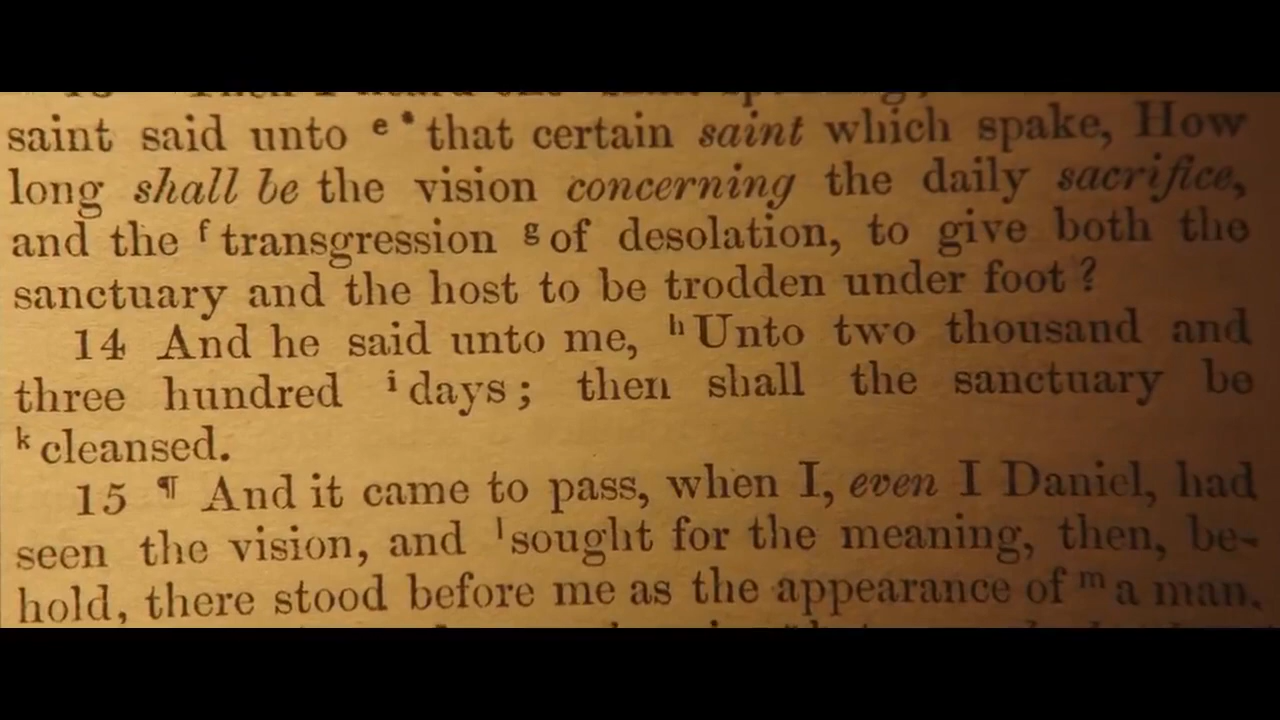 saint said unto e * that certain saint which spake, How
long shall be the vision concerning the daily sacrifice,
and the f transgression g of desolation, to give both the
sanctuary and the host to be trodden under foot ?
14 And he said unto me, h Unto two thousand and
three hundred i days ; then shall the sanctuary be
k cleansed.
15 ¶ And it came to pass, when I, even I Daniel, had
seen the vision, and l sought for the meaning, then, be-
hold, there stood before me as the appearance of m a man.